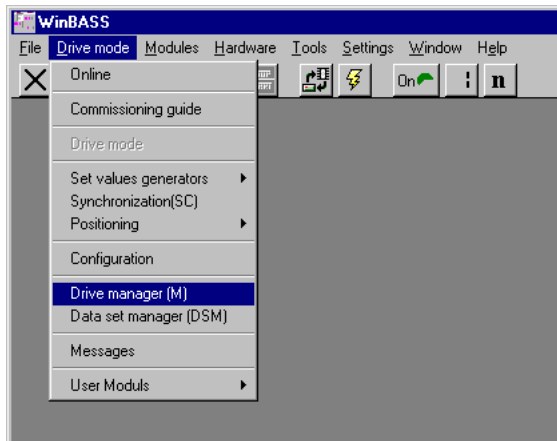 WinBASS
File Drive mode Modules Hardware Tools Settings Window Help
On n
Online
Commissioning guide
Drive mode
Set values generators
Synchronization(SC)
Positioning
Configuration
Drive manager (M)
Data set manager (DSM)
Messages
User Moduls